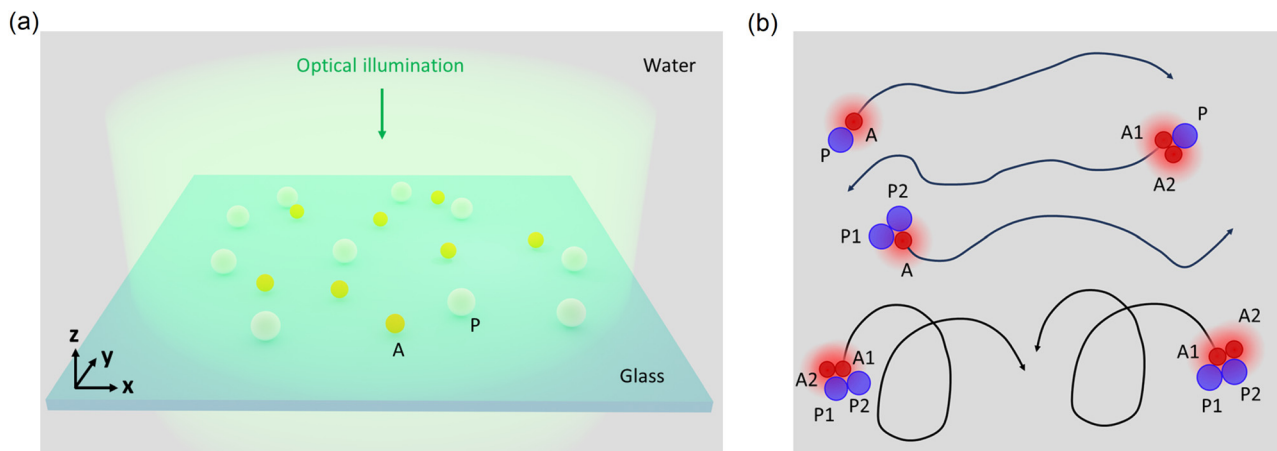 (a)
Optical illumination
Water
P
A
Glass
z
y
x
(b)
A
P
A1
P
A2
P2
P1
A
A2
A1
P1
P2
A2
A1
P1
P2